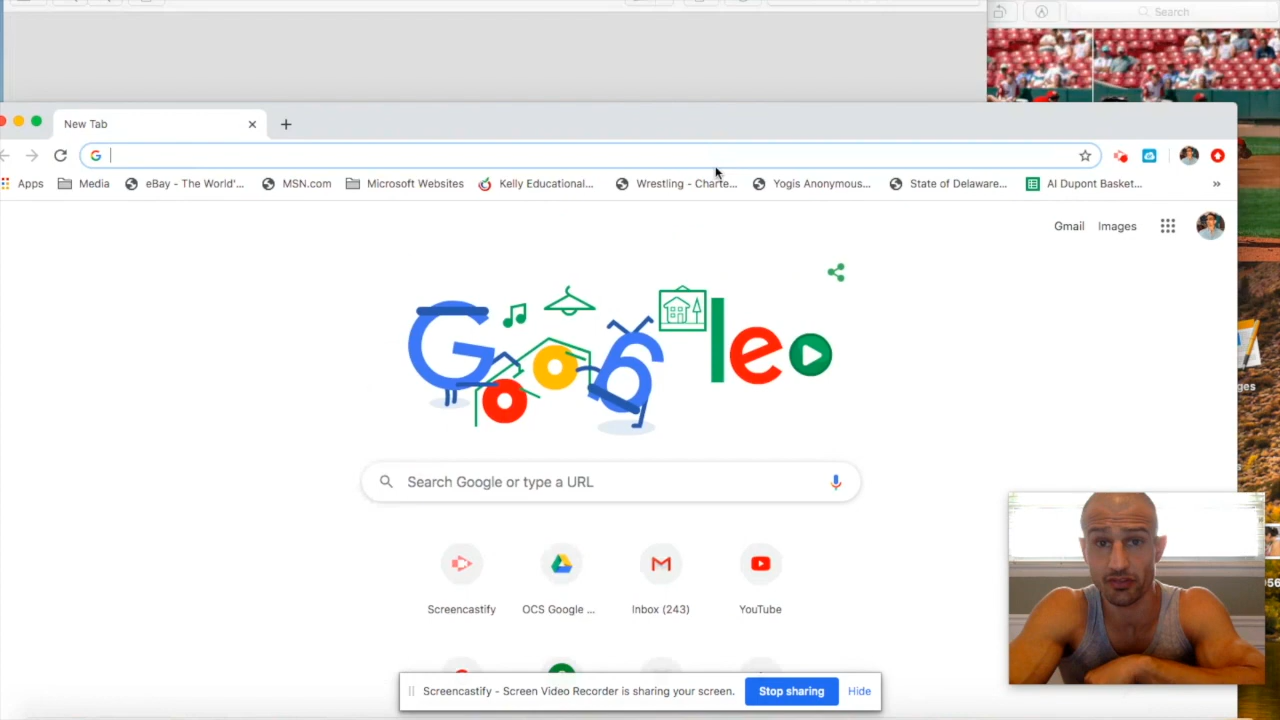 Search
New Tab
Apps
Media
eBay - The World'...
MSN.com
Microsoft Websites
Kelly Educational...
Wrestling - Charte...
Yogis Anonymous...
State of Delaware...
AI Dupont Basket...
»
Gmail
Images
Google
Search Google or type a URL
Screencastify
OCS Google ...
Inbox (243)
YouTube
Screencastify - Screen Video Recorder is sharing your screen.
Stop sharing
Hide